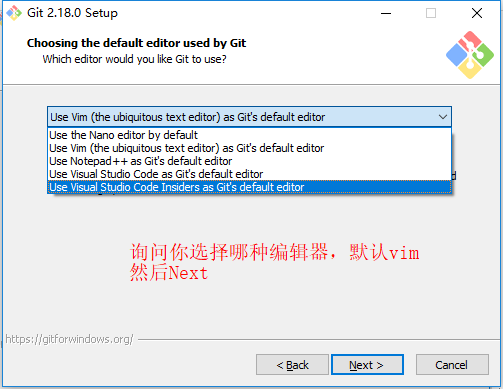 Git 2.18.0 Setup
Choosing the default editor used by Git
Which editor would you like Git to use?
Use Vim (the ubiquitous text editor) as Git's default editor
Use the Nano editor by default
Use Vim (the ubiquitous text editor) as Git's default editor
Use Notepad++ as Git's default editor
Use Visual Studio Code as Git's default editor
Use Visual Studio Code Insiders as Git's default editor
询问你选择哪种编辑器，默认vim
然后Next
https://gitforwindows.org/
< Back
Next >
Cancel